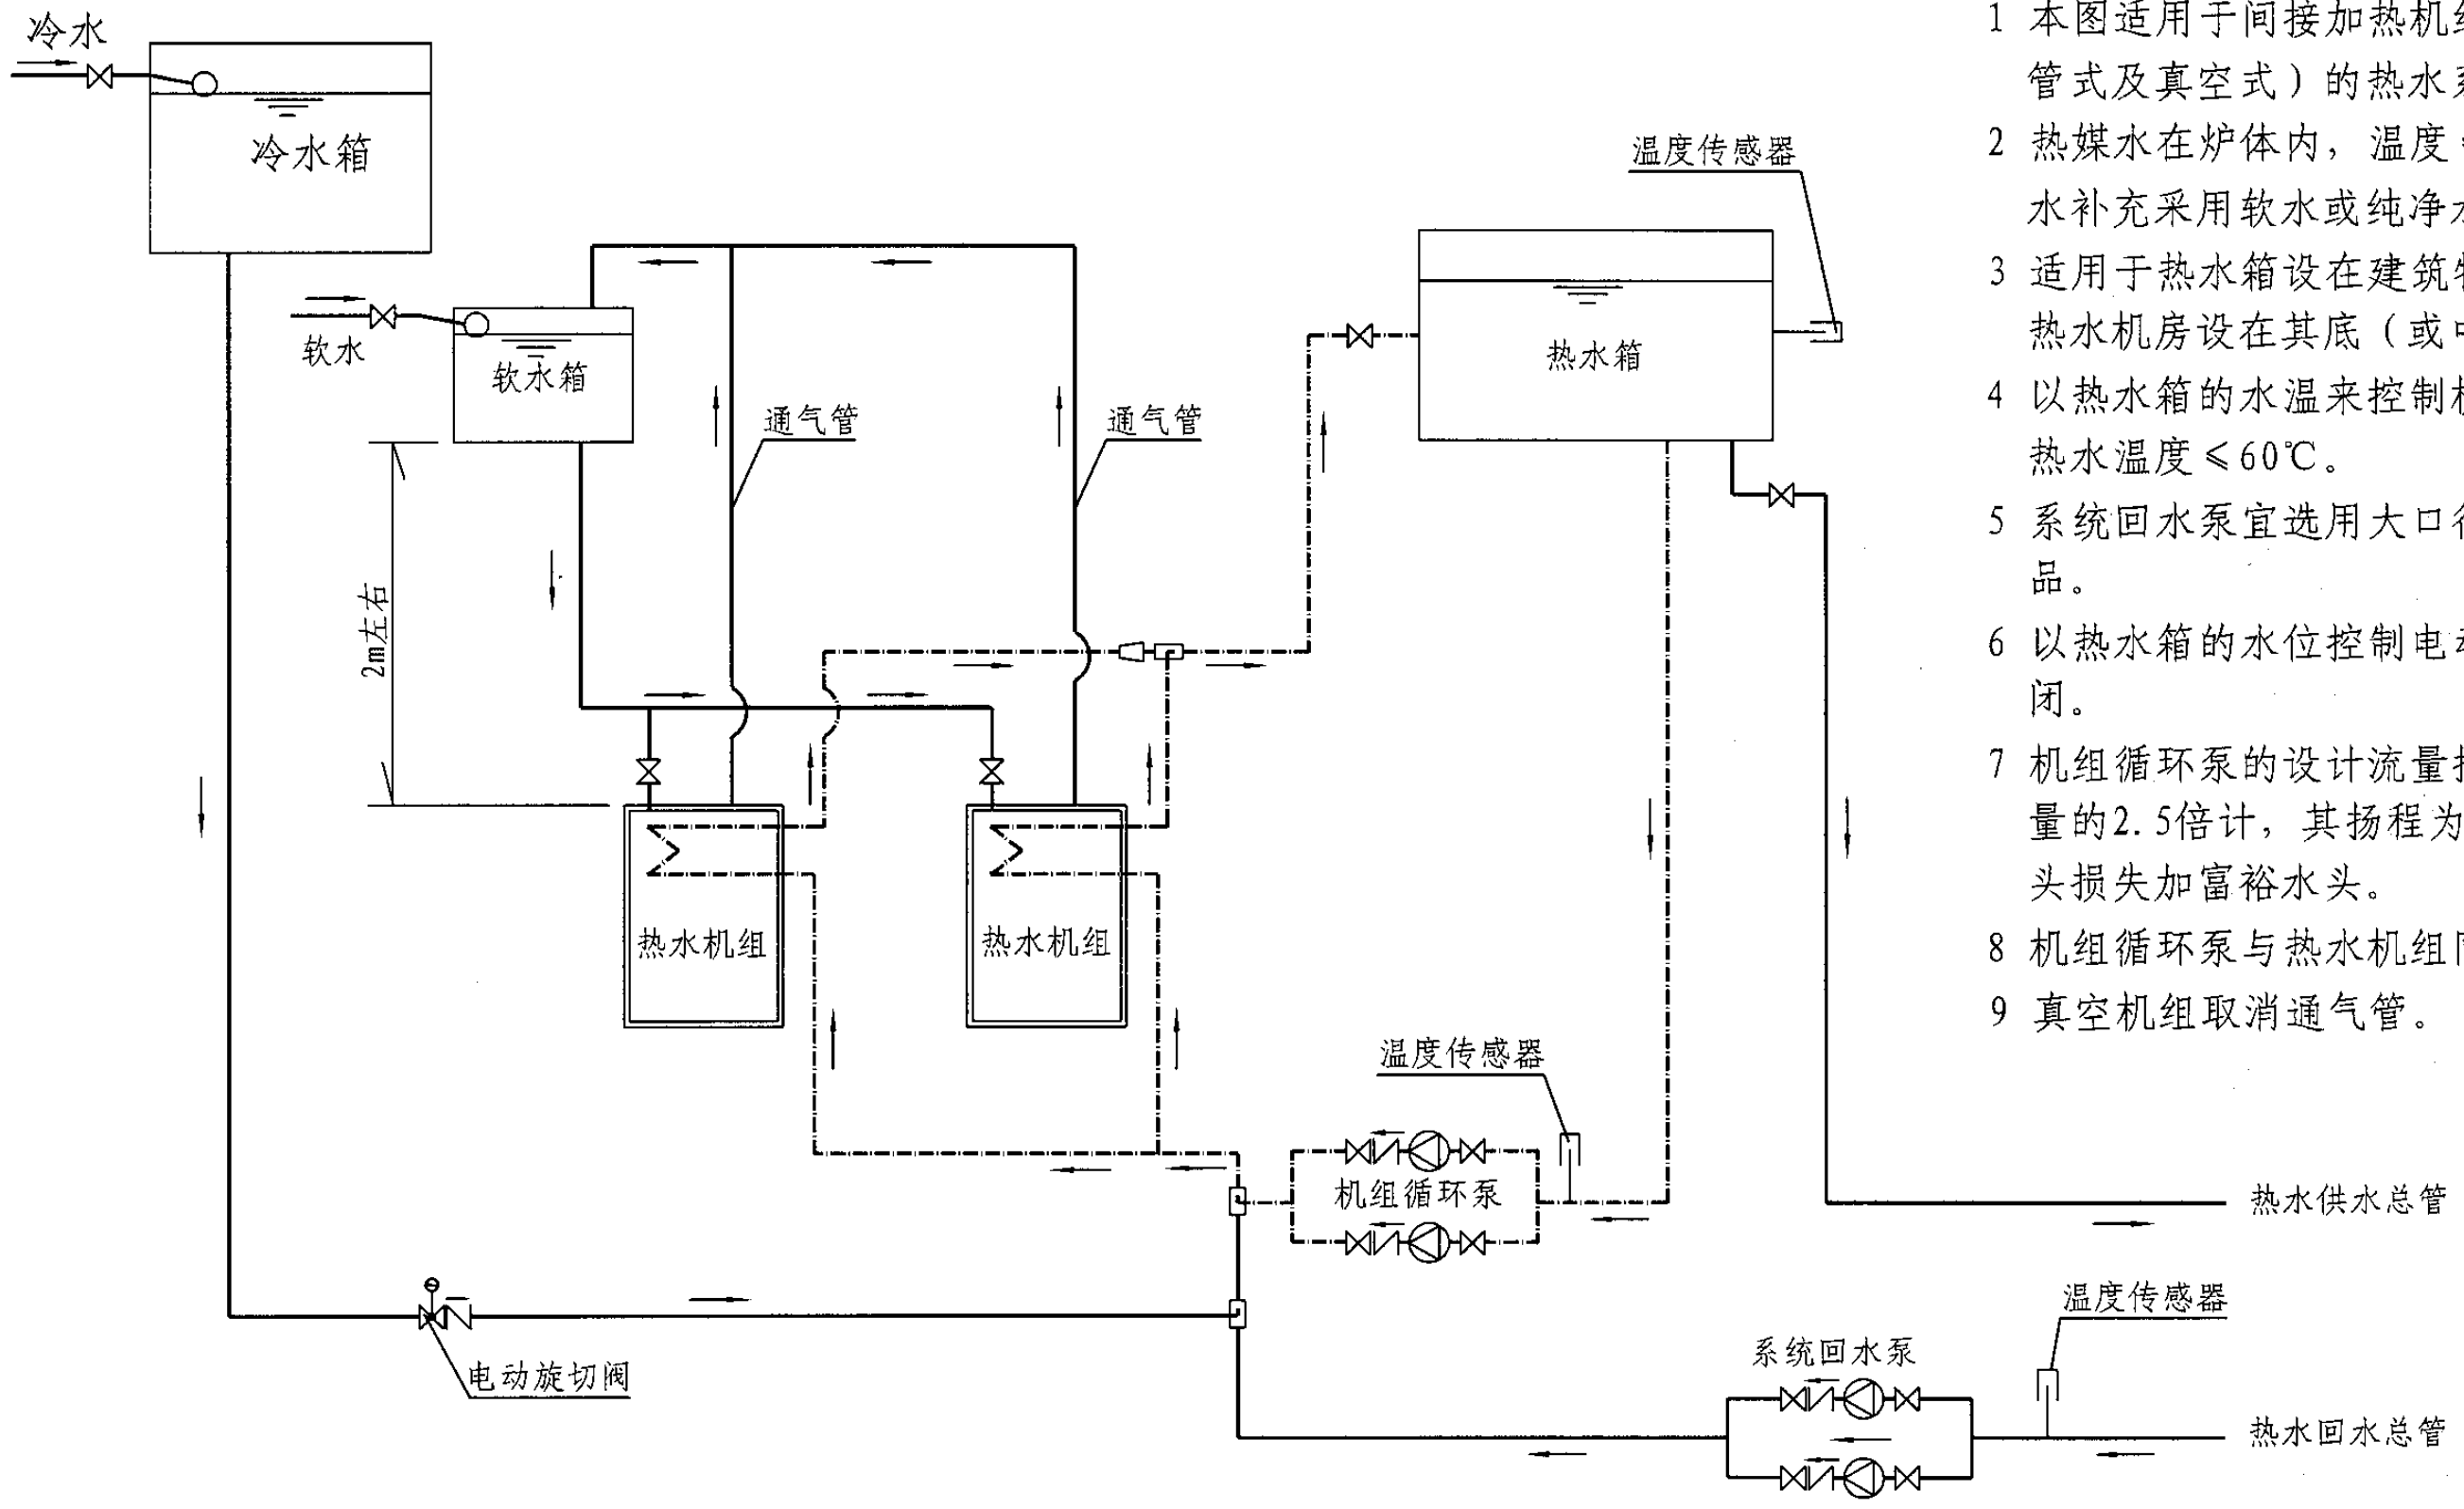 冷水
冷水箱
软水
软水箱
2m左右
通气管
通气管
热水机组
热水机组
温度传感器
热水箱
温度传感器
机组循环泵
热水供水总管
电动旋切阀
系统回水泵
温度传感器
热水回水总管
1 本图适用于间接加热机
管式及真空式）的热水
2 热媒水在炉体内，温度
水补充采用软水或纯净
3 适用于热水箱设在建筑
热水机房设在其底（或
4 以热水箱的水温来控制
热水温度≤60℃。
5 系统回水泵宜选用大口
品。
6 以热水箱的水位控制电
闭。
7 机组循环泵的设计流量
量的2.5倍计，其扬程为
头损失加富裕水头。
8 机组循环泵与热水机组
9 真空机组取消通气管。